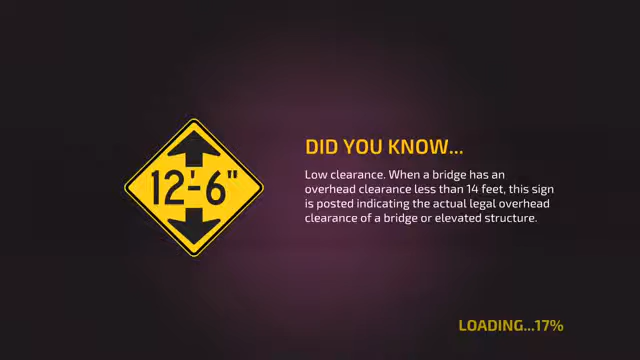 12'-6"
DID YOU KNOW...
Low clearance. When a bridge has an
overhead clearance less than 14 feet, this sign
is posted indicating the actual legal overhead
clearance of a bridge or elevated structure.
LOADING...17%